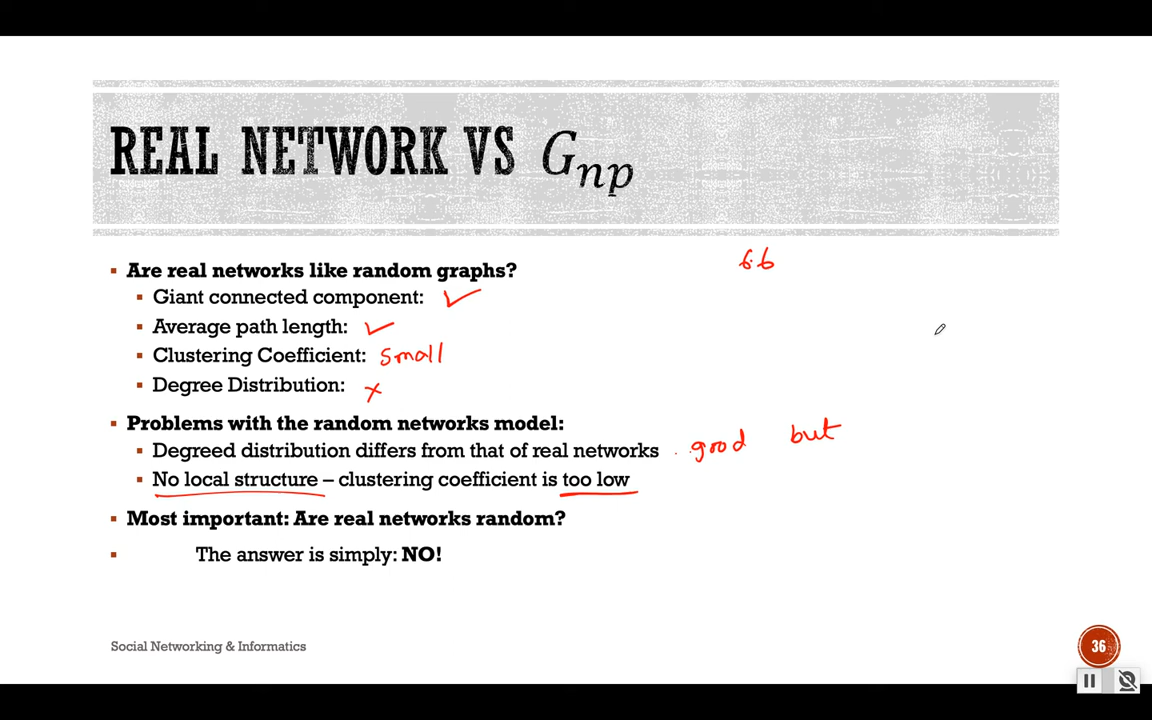 REAL NETWORK VS Gnp
6.6
▪ Are real networks like random graphs?
▪ Giant connected component: ✓
▪ Average path length: ✓
▪ Clustering Coefficient: small
▪ Degree Distribution: ×
▪ Problems with the random networks model:
▪ Degreed distribution differs from that of real networks good but
▪ No local structure – clustering coefficient is too low
▪ Most important: Are real networks random?
▪ The answer is simply: NO!
Social Networking & Informatics
36